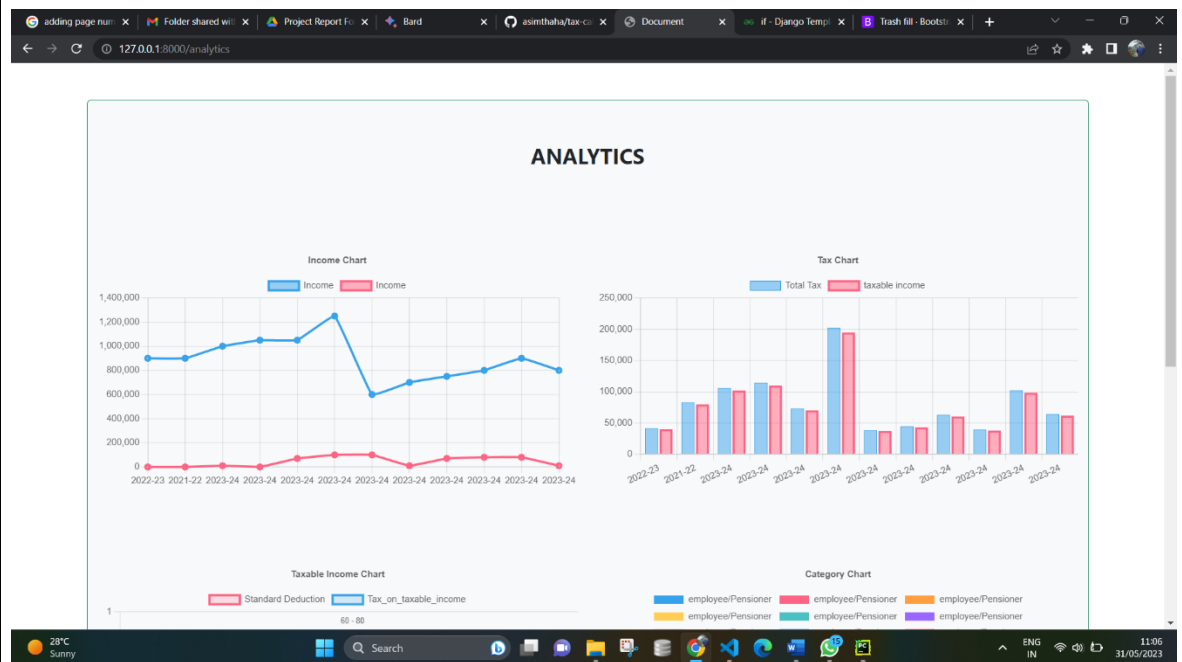 adding page num
Folder shared wit
Project Report Fo
Bard
asimthaha/tax-cal
Document
if - Django Templ
Trash fill · Bootstr
127.0.0.1:8000/analytics
ANALYTICS
Income Chart
Income Income
1,400,000
1,200,000
1,000,000
800,000
600,000
400,000
200,000
0
2022-23 2021-22 2023-24 2023-24 2023-24 2023-24 2023-24 2023-24 2023-24 2023-24 2023-24 2023-24
Tax Chart
Total Tax taxable income
250,000
200,000
150,000
100,000
50,000
0
2022-23 2021-22 2023-24 2023-24 2023-24 2023-24 2023-24 2023-24 2023-24 2023-24 2023-24 2023-24
Taxable Income Chart
Standard Deduction Tax_on_taxable_income
1
60 - 80
Category Chart
employee/Pensioner employee/Pensioner employee/Pensioner
employee/Pensioner employee/Pensioner employee/Pensioner
28°C
Sunny
Search
15
ENG
IN
11:06
31/05/2023